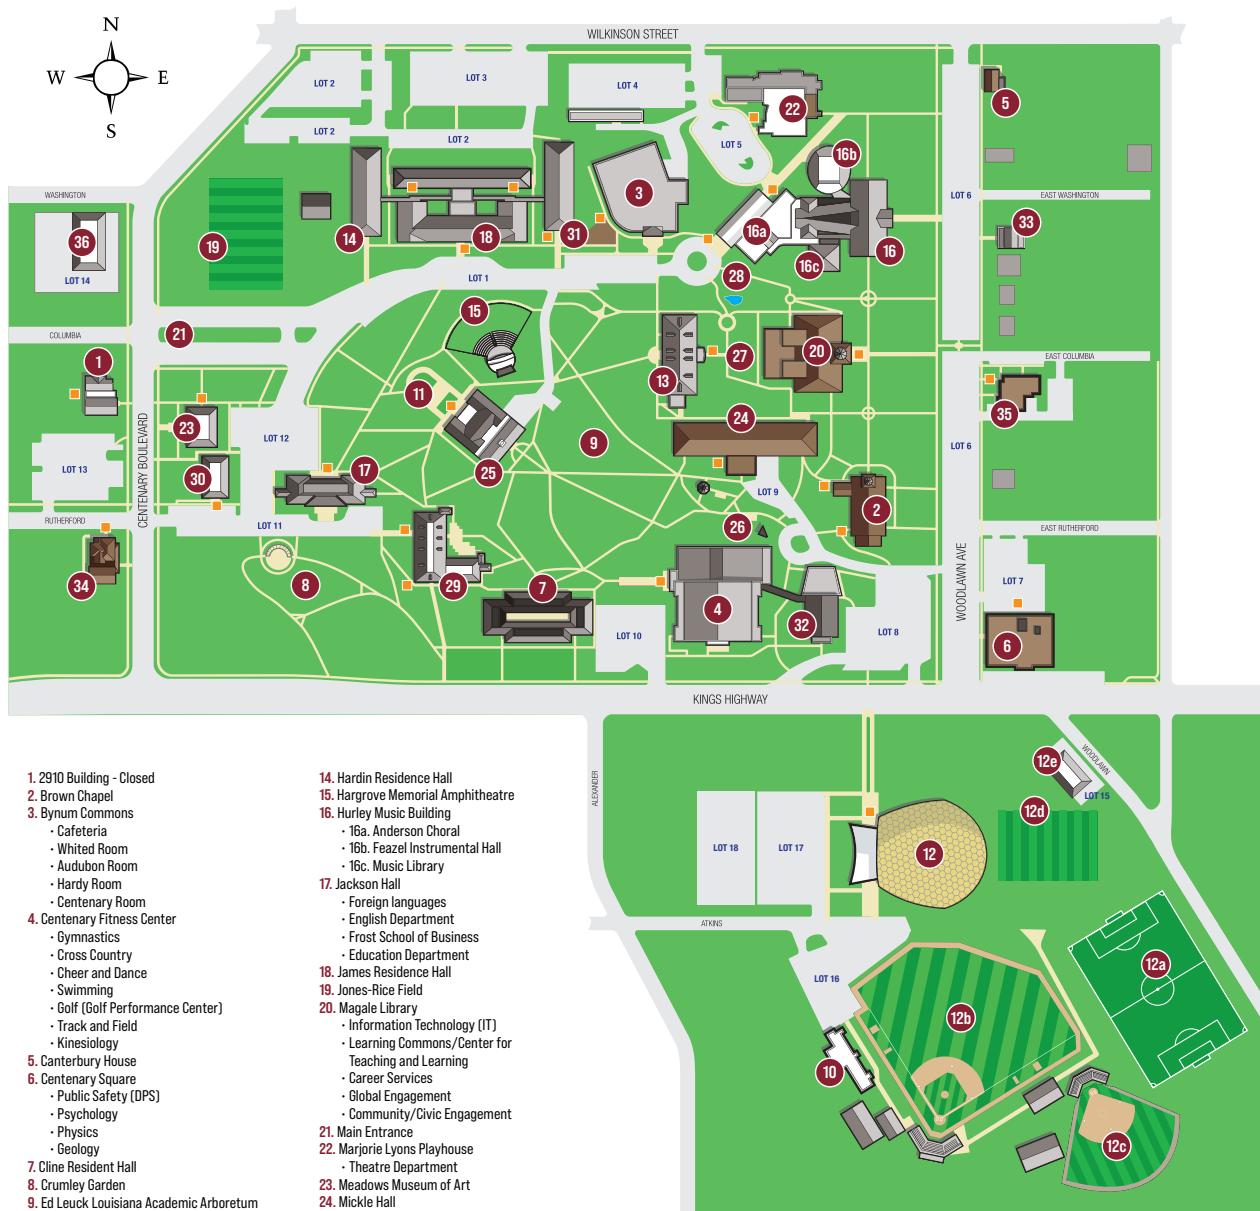 N
W E
S
WILKINSON STREET
LOT 2
LOT 3
LOT 4
22
5
LOT 2
LOT 2
LOT 5
16b
WASHINGTON
EAST WASHINGTON
LOT 6
3
36
19
14
18
31
16a
33
16
16c
LOT 14
LOT 1
28
15
COLUMBIA
21
1
27
20
EAST COLUMBIA
13
11
35
CENTENARY BOULEVARD
23
24
LOT 12
9
LOT 6
LOT 13
30
17
25
LOT 9
2
RUTHERFORD
LOT 11
26
EAST RUTHERFORD
34
8
29
7
LOT 7
WOODLAWN AVE
4
32
LOT 10
LOT 8
6
KINGS HIGHWAY
ALEXANDER
WOODLAWN
12e
LOT 15
12d
LOT 18
LOT 17
12
ATKINS
LOT 16
12a
12b
10
12c
1. 2910 Building - Closed
2. Brown Chapel
3. Bynum Commons
· Cafeteria
· Whited Room
· Audubon Room
· Hardy Room
· Centenary Room
4. Centenary Fitness Center
· Gymnastics
· Cross Country
· Cheer and Dance
· Swimming
· Golf (Golf Performance Center)
· Track and Field
· Kinesiology
5. Canterbury House
6. Centenary Square
· Public Safety (DPS)
· Psychology
· Physics
· Geology
7. Cline Resident Hall
8. Crumley Garden
9. Ed Leuck Louisiana Academic Arboretum
14. Hardin Residence Hall
15. Hargrove Memorial Amphitheatre
16. Hurley Music Building
· 16a. Anderson Choral
· 16b. Feazel Instrumental Hall
· 16c. Music Library
17. Jackson Hall
· Foreign languages
· English Department
· Frost School of Business
· Education Department
18. James Residence Hall
19. Jones-Rice Field
20. Magale Library
· Information Technology (IT)
· Learning Commons/Center for
Teaching and Learning
· Career Services
· Global Engagement
· Community/Civic Engagement
21. Main Entrance
22. Marjorie Lyons Playhouse
· Theatre Department
23. Meadows Museum of Art
24. Mickle Hall